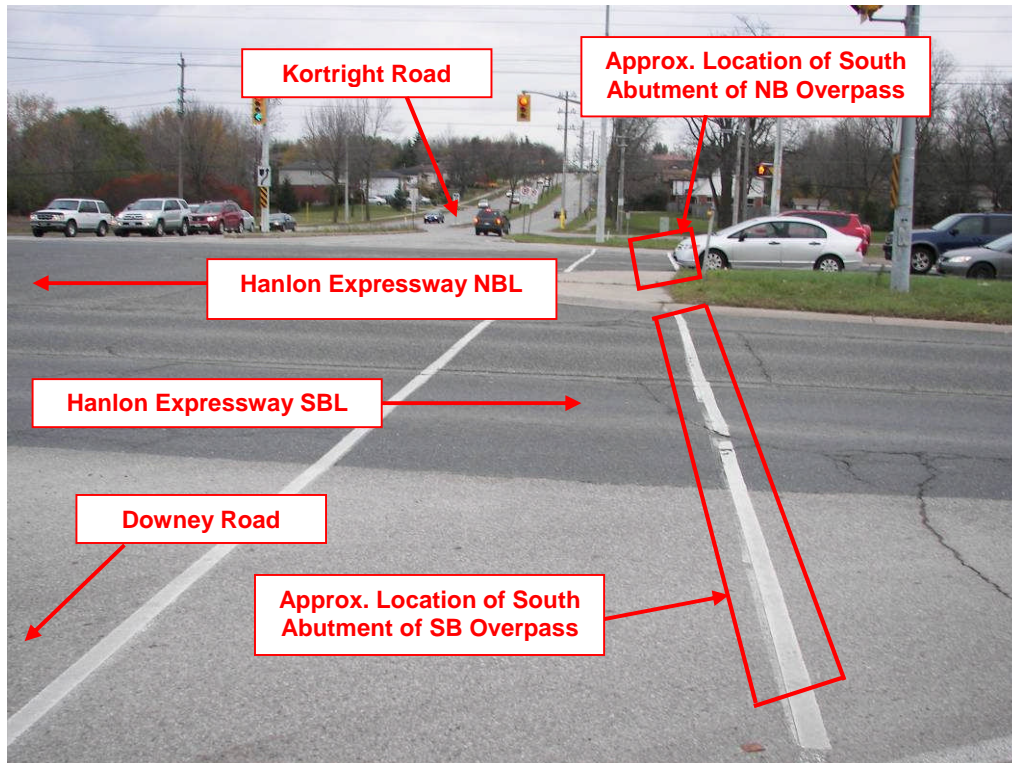 Kortright Road
Approx. Location of South
Abutment of NB Overpass
Hanlon Expressway NBL
Hanlon Expressway SBL
Downey Road
Approx. Location of South
Abutment of SB Overpass